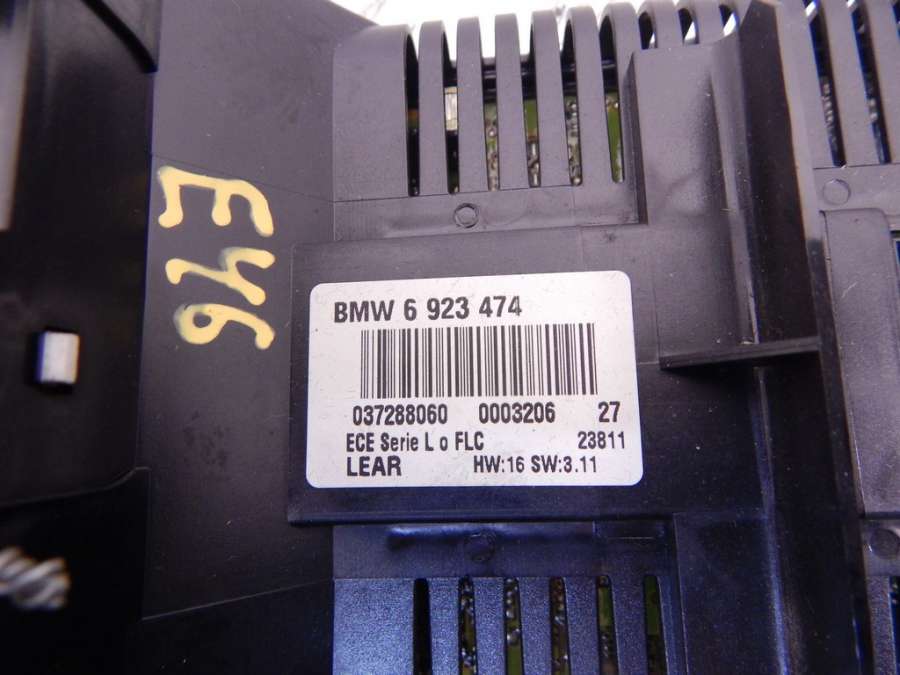 E46
BMW 6 923 474
037288060 0003206 27
ECE Serie L o FLC 23811
LEAR HW:16 SW:3.11